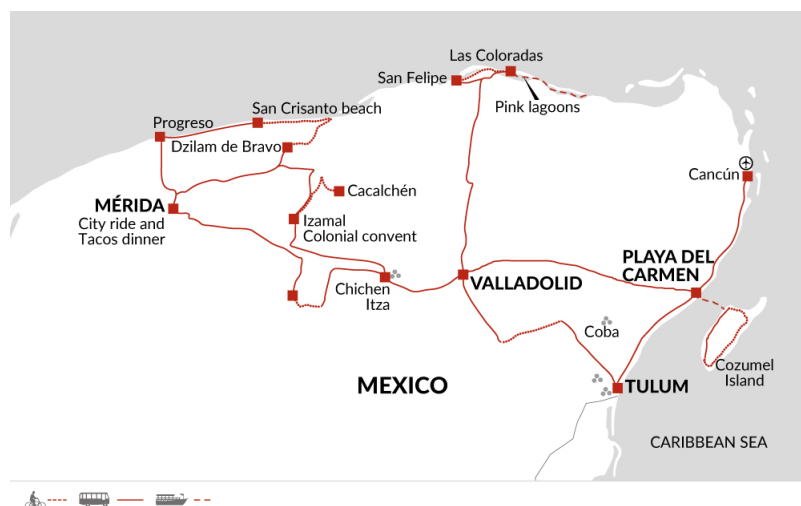 Las Coloradas
San Felipe
Pink lagoons
San Crisanto beach
Progreso
Dzilam de Bravo
Cancún
Cacalchén
MÉRIDA
City ride and
Tacos dinner
Izamal
Colonial convent
PLAYA DEL
CARMEN
VALLADOLID
Chichen
Itza
Coba
Cozumel
Island
MEXICO
TULUM
CARIBBEAN SEA